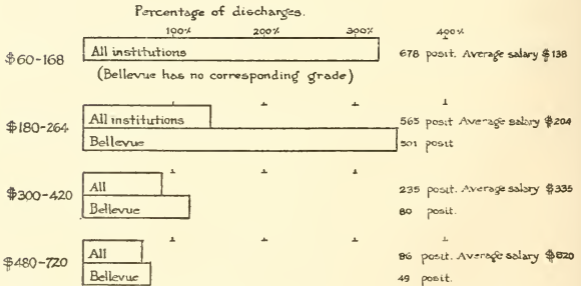 Percentage of discharges.
100% 200% 300% 400%
$60-168 All institutions 678 posit. Average salary $138
(Bellevue has no corresponding grade)
$180-264 All institutions 565 posit. Average salary $204
Bellevue 501 posit
$300-420 All 235 posit. Average salary $335
Bellevue 80 posit.
$480-720 All 86 posit. Average salary
Bellevue 49 posit.